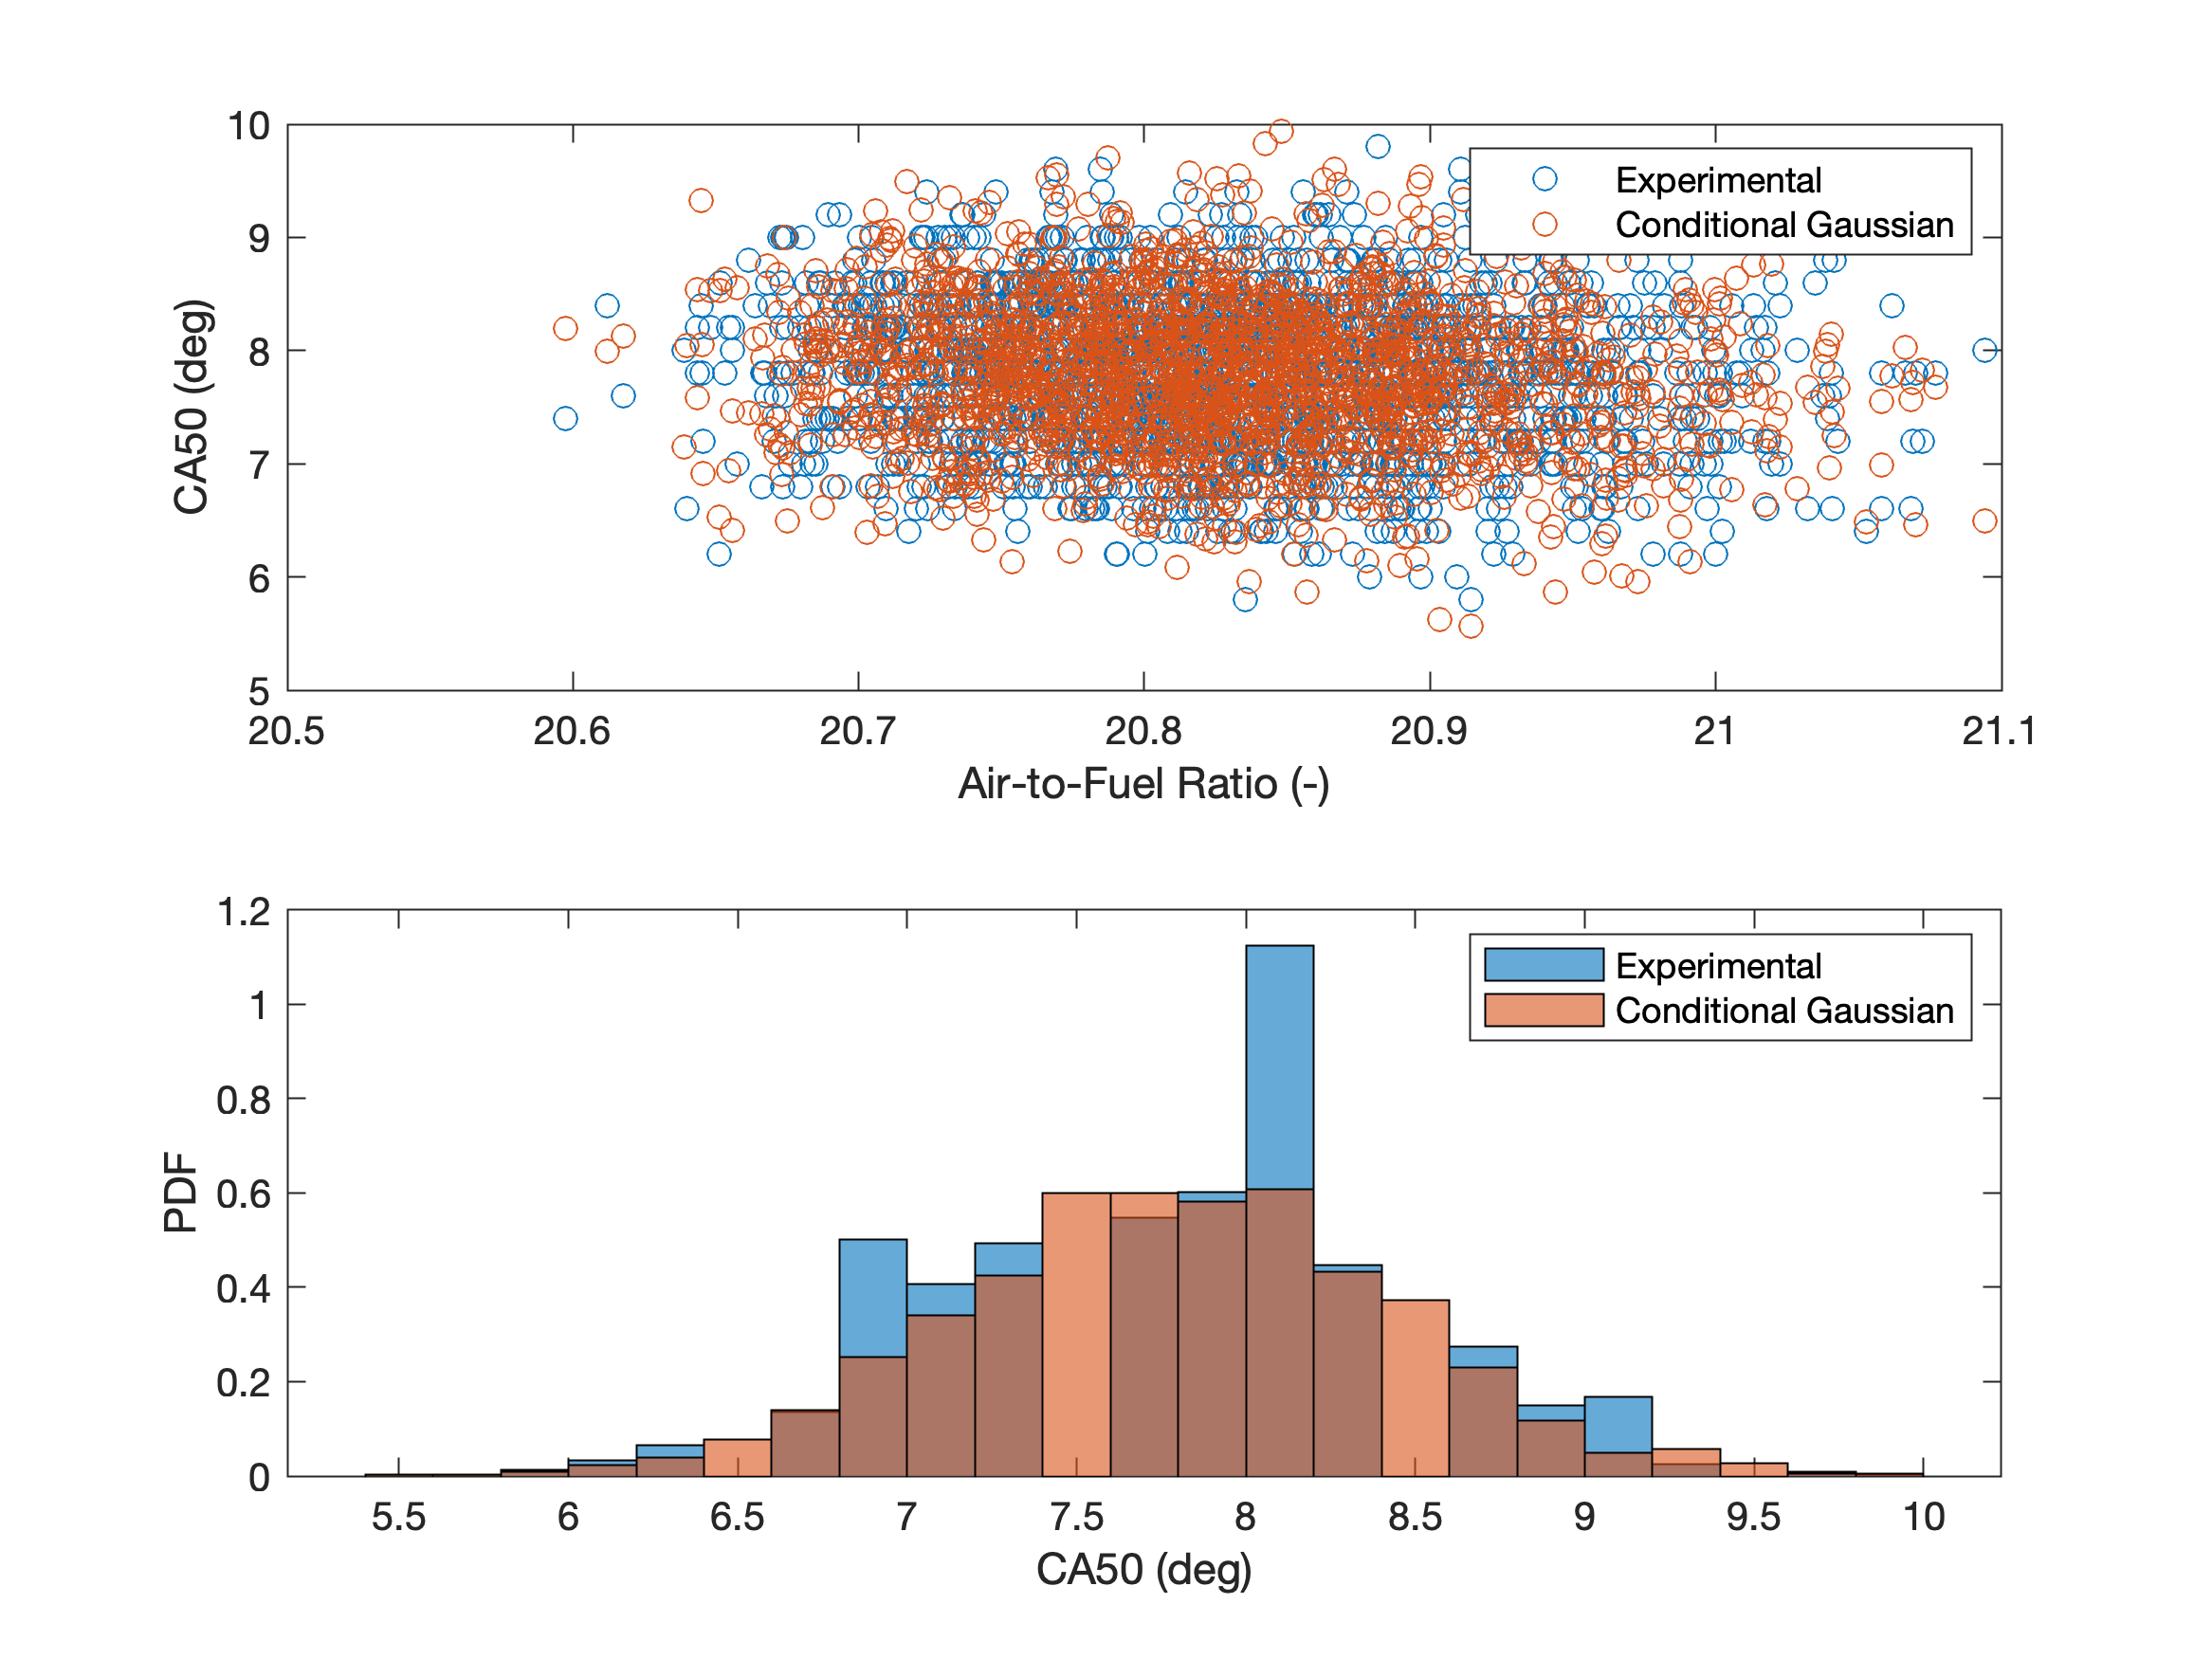 10
9
8
7
6
5
CA50 (deg)
Experimental
Conditional Gaussian
20.5 20.6 20.7 20.8 20.9 21 21.1
Air-to-Fuel Ratio (-)
1.2
1
0.8
0.6
0.4
0.2
0
PDF
Experimental
Conditional Gaussian
5.5 6 6.5 7 7.5 8 8.5 9 9.5 10
CA50 (deg)